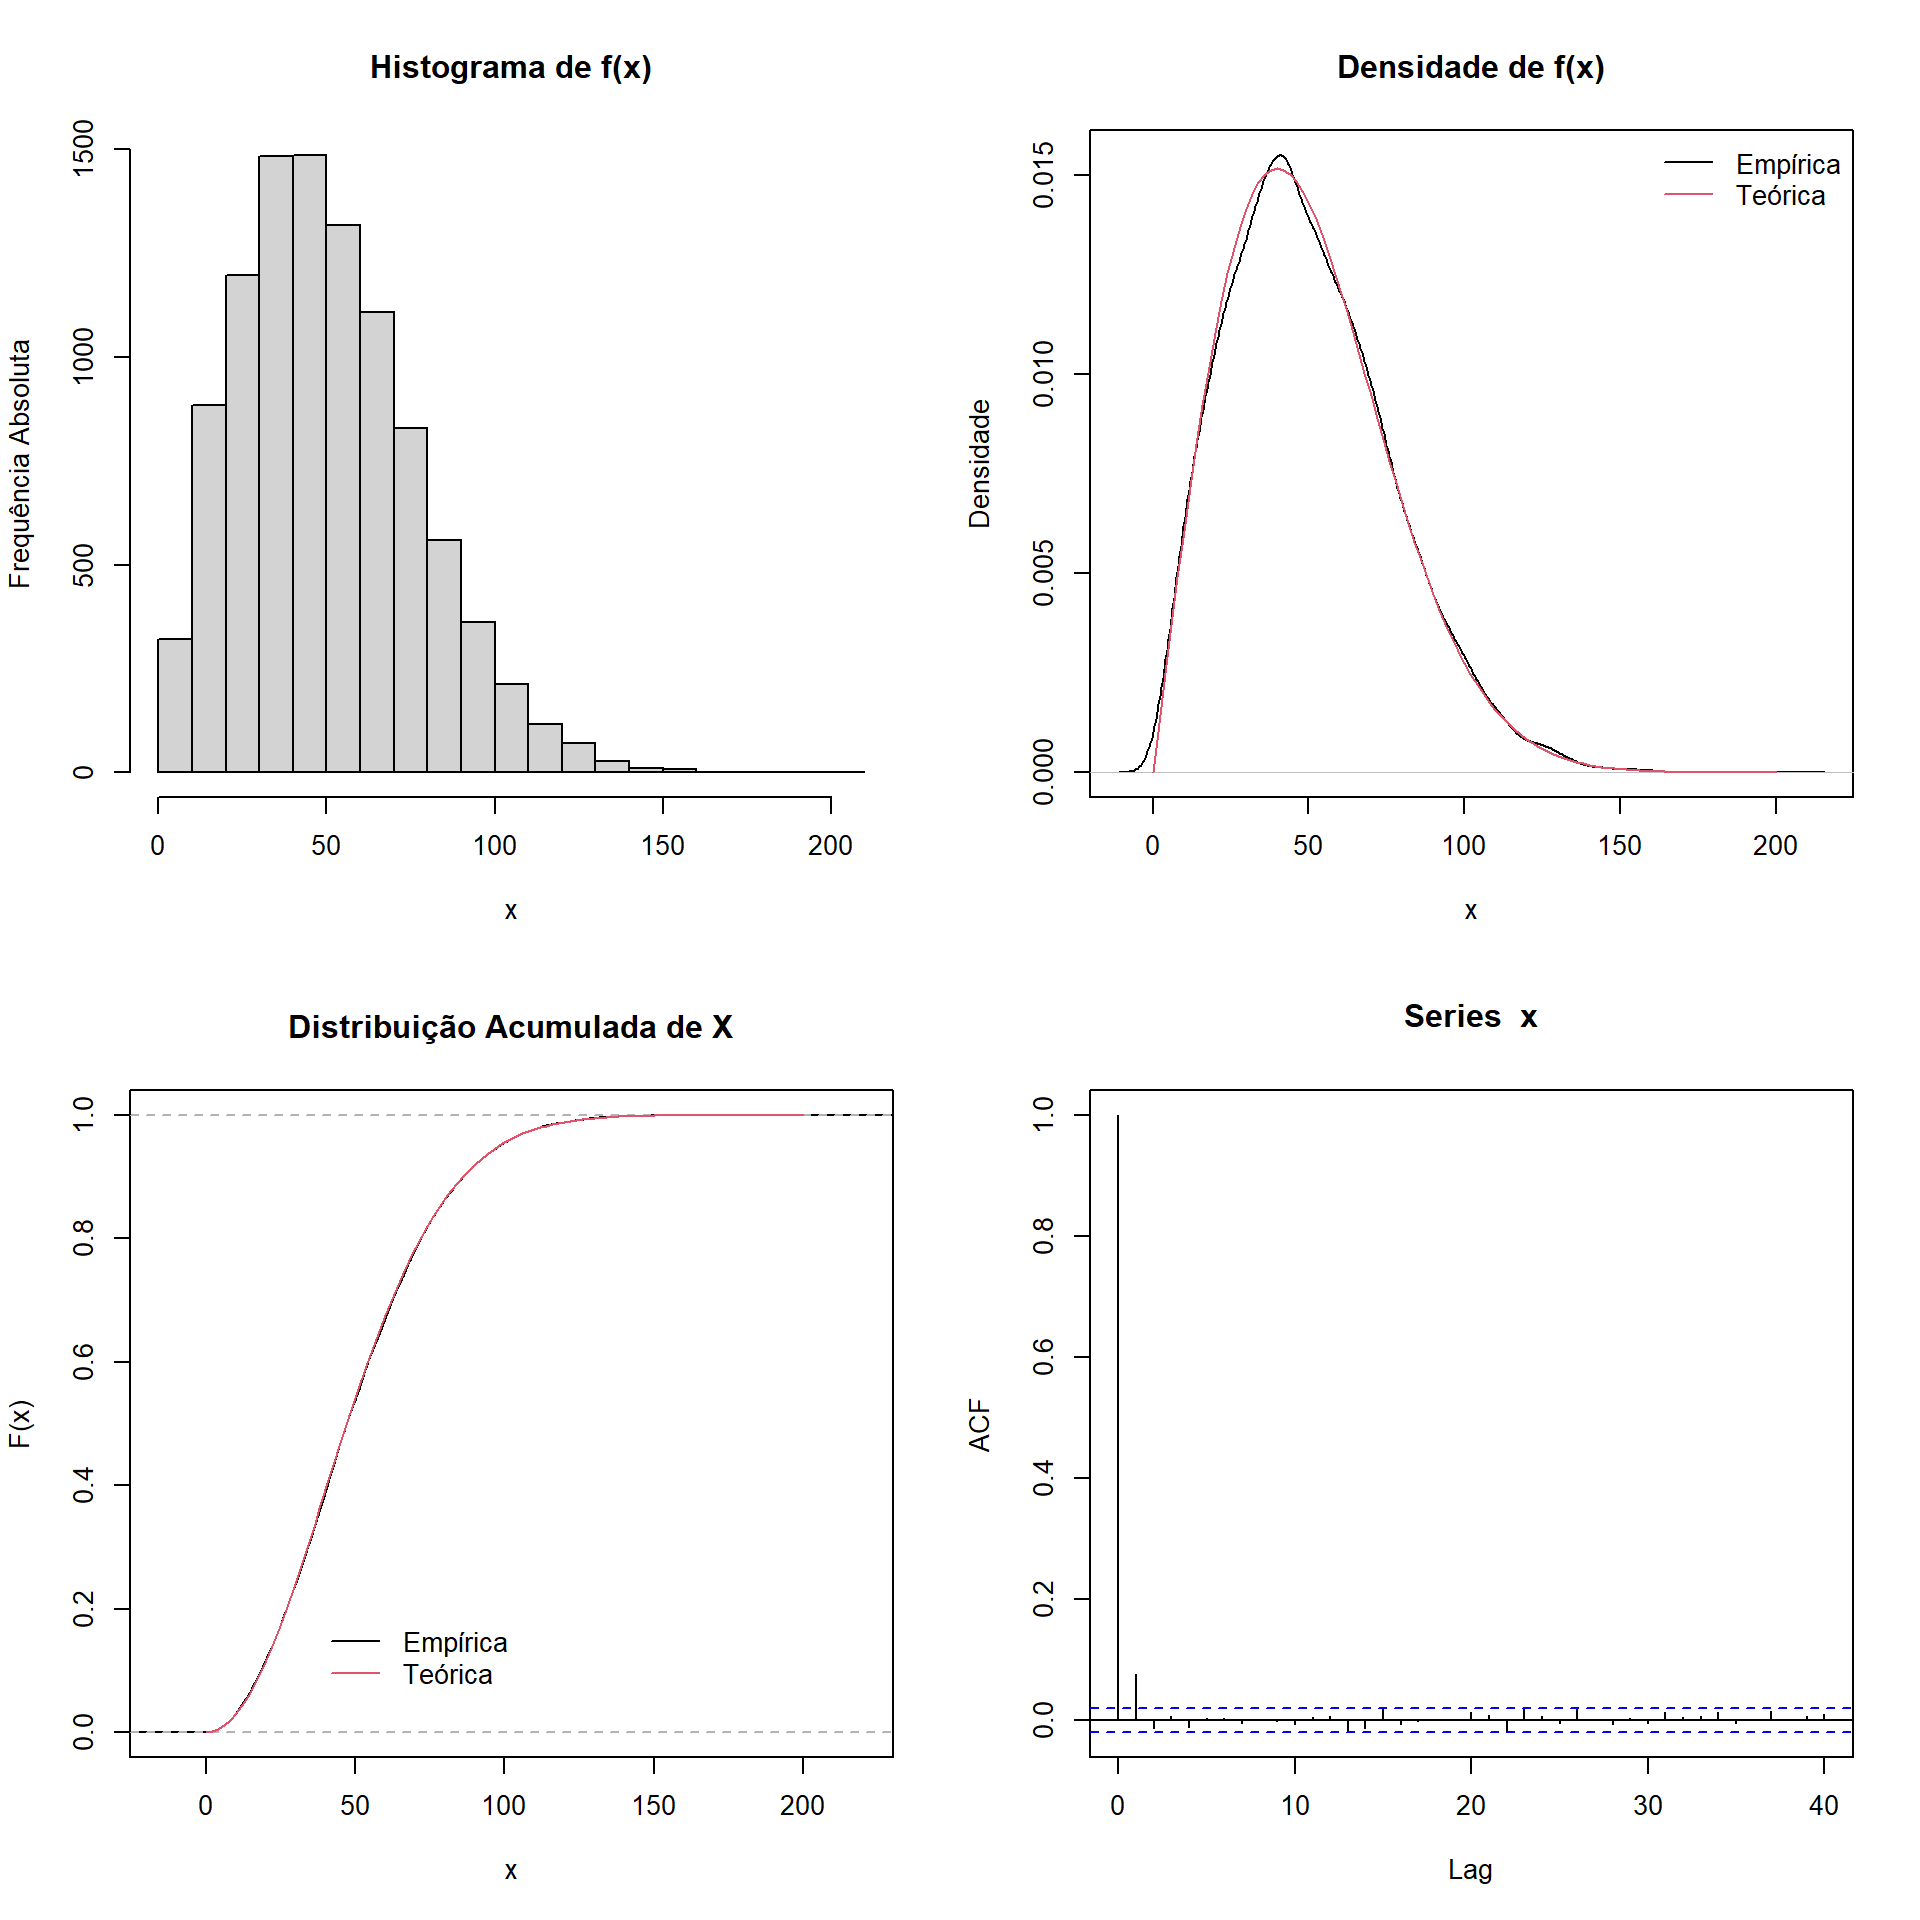 Histograma de f(x)
Frequência Absoluta
1500
1000
500
0
0 50 100 150 200
x
Densidade de f(x)
Densidade
0.015
0.010
0.005
0.000
Empírica
Teórica
0 50 100 150 200
x
Distribuição Acumulada de X
F(x)
1.0
0.8
0.6
0.4
0.2
0.0
Empírica
Teórica
0 50 100 150 200
x
Series x
ACF
1.0
0.8
0.6
0.4
0.2
0.0
0 10 20 30 40
Lag